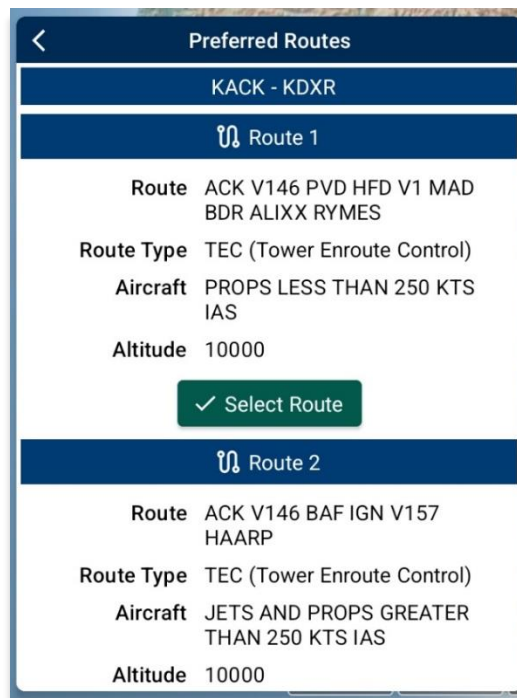 Preferred Routes
KACK - KDXR
Route 1
Route ACK V146 PVD HFD V1 MAD
BDR ALIXX RYMES
Route Type TEC (Tower Enroute Control)
Aircraft PROPS LESS THAN 250 KTS
IAS
Altitude 10000
Select Route
Route 2
Route ACK V146 BAF IGN V157
HAARP
Route Type TEC (Tower Enroute Control)
Aircraft JETS AND PROPS GREATER
THAN 250 KTS IAS
Altitude 10000